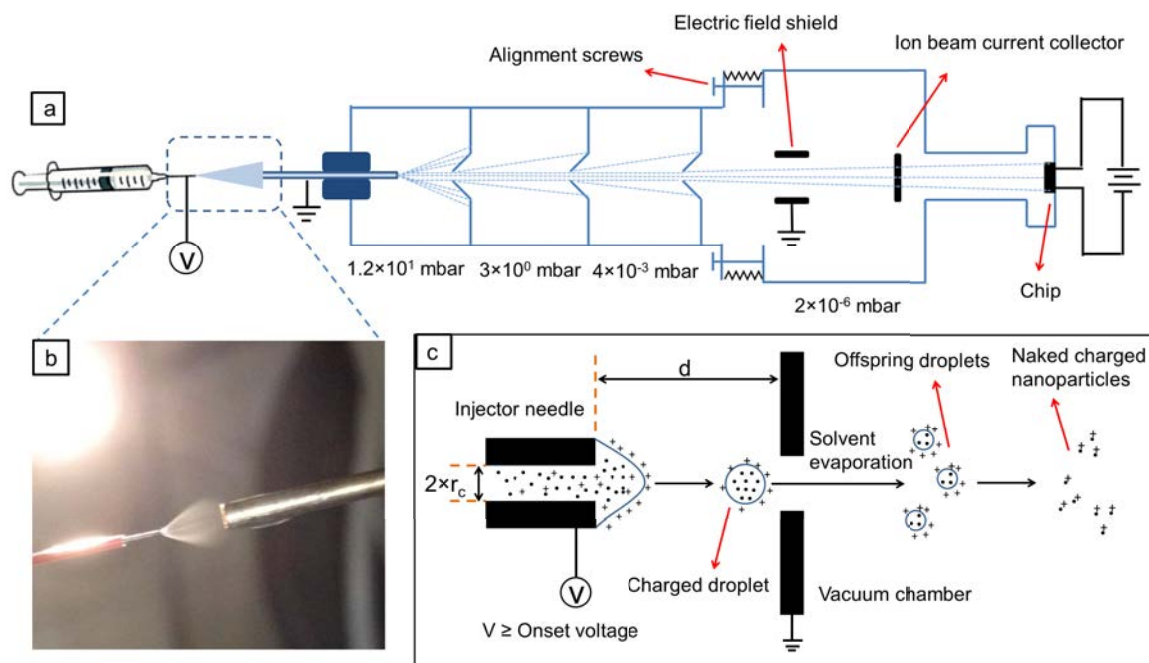 Electric field shield
Ion beam current collector
Alignment screws
a
V
1.2×10¹ mbar
3×10⁰ mbar
4×10⁻³ mbar
2×10⁻⁶ mbar
Chip
b
c
d
Injector needle
Offspring droplets
Naked charged
nanoparticles
Solvent
evaporation
2×r꜀
Charged droplet
Vacuum chamber
V
V ≥ Onset voltage